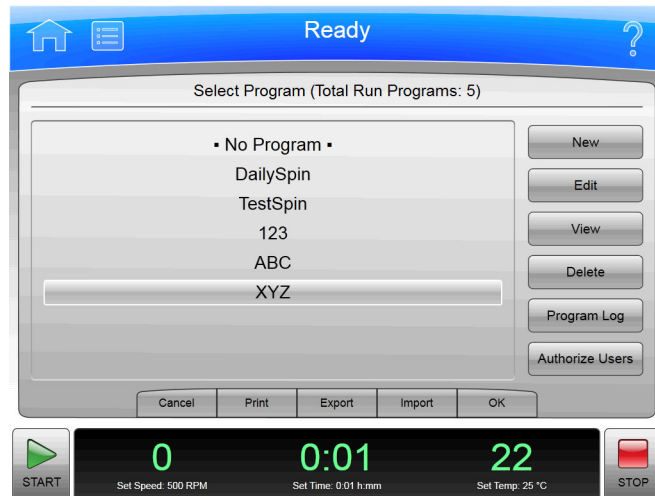 Ready
?
Select Program (Total Run Programs: 5)
▪ No Program ▪
DailySpin
TestSpin
123
ABC
XYZ
New
Edit
View
Delete
Program Log
Authorize Users
Cancel Print Export Import OK
START
0 0:01 22
Set Speed: 500 RPM Set Time: 0:01 h:mm Set Temp: 25 °C
STOP